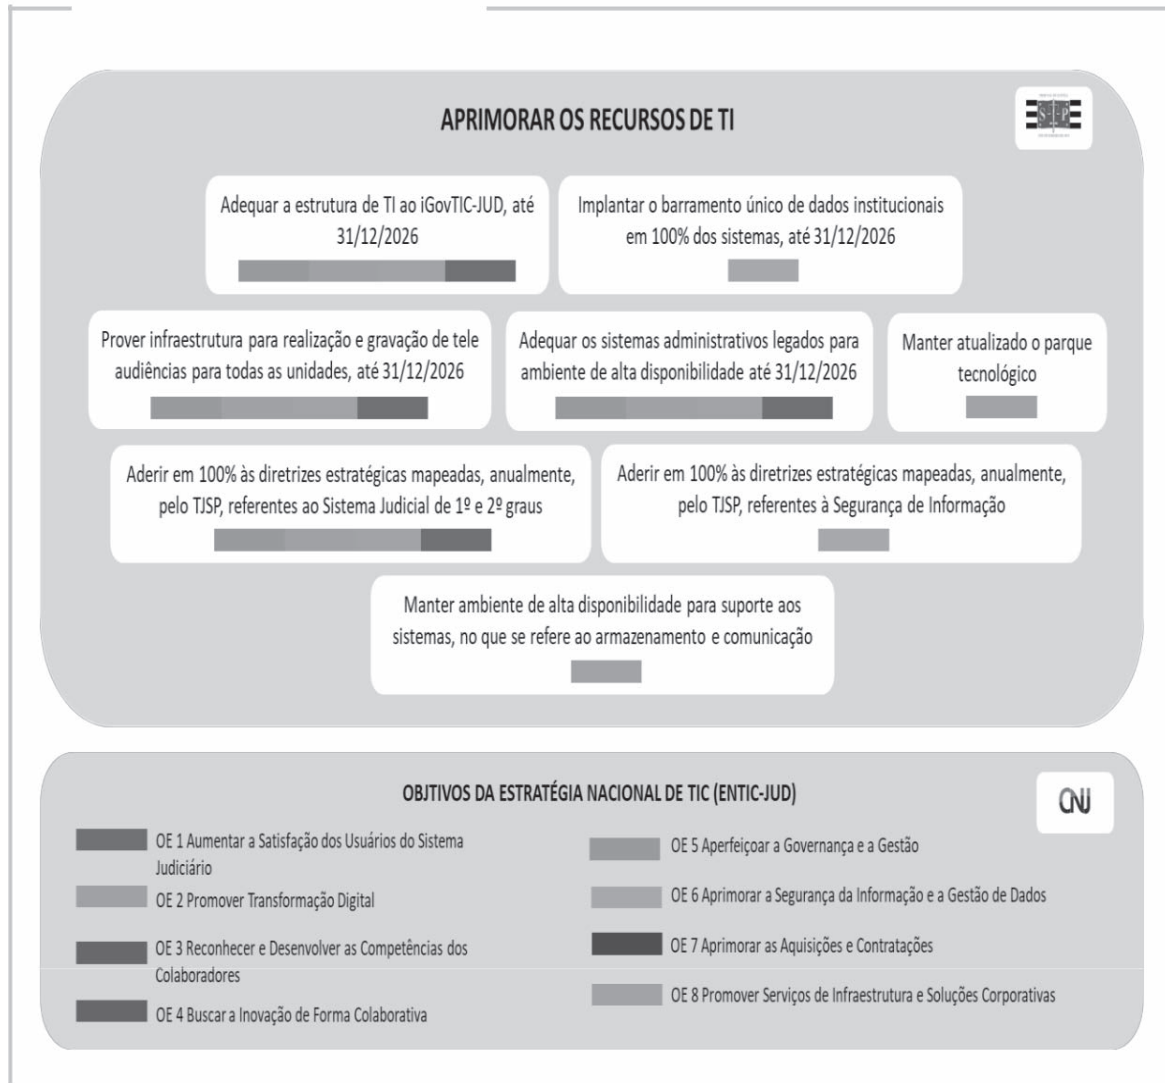 APRIMORAR OS RECURSOS DE TI
S P
Adequar a estrutura de TI ao iGovTIC-JUD, até
31/12/2026
Implantar o barramento único de dados institucionais
em 100% dos sistemas, até 31/12/2026
Prover infraestrutura para realização e gravação de tele
audiências para todas as unidades, até 31/12/2026
Adequar os sistemas administrativos legados para
ambiente de alta disponibilidade até 31/12/2026
Manter atualizado o parque
tecnológico
Aderir em 100% às diretrizes estratégicas mapeadas, anualmente,
pelo TJSP, referentes ao Sistema Judicial de 1º e 2º graus
Aderir em 100% às diretrizes estratégicas mapeadas, anualmente,
pelo TJSP, referentes à Segurança de Informação
Manter ambiente de alta disponibilidade para suporte aos
sistemas, no que se refere ao armazenamento e comunicação
OBJTIVOS DA ESTRATÉGIA NACIONAL DE TIC (ENTIC-JUD)
CNJ
OE 1 Aumentar a Satisfação dos Usuários do Sistema
Judiciário
OE 2 Promover Transformação Digital
OE 3 Reconhecer e Desenvolver as Competências dos
Colaboradores
OE 4 Buscar a Inovação de Forma Colaborativa
OE 5 Aperfeiçoar a Governança e a Gestão
OE 6 Aprimorar a Segurança da Informação e a Gestão de Dados
OE 7 Aprimorar as Aquisições e Contratações
OE 8 Promover Serviços de Infraestrutura e Soluções Corporativas